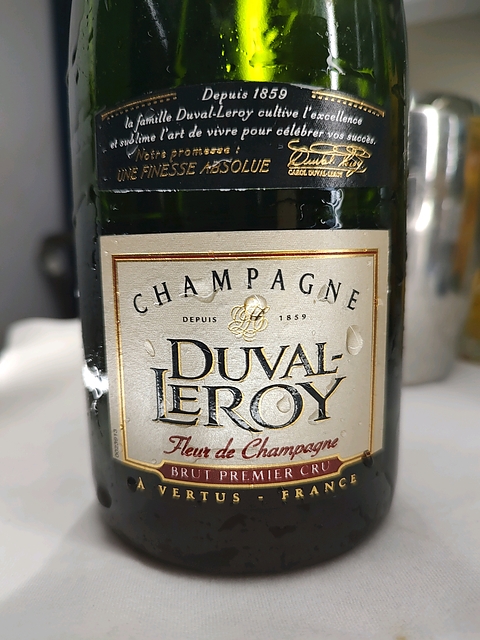 Depuis 1859
la famille Duval-Leroy cultive l'excellence
et sublime l'art de vivre pour célébrer vos succès.
Notre promesse :
UNE FINESSE ABSOLUE
CAROL DUVAL-LEROY
CHAMPAGNE
DEPUIS 1859
DUVAL-
LEROY
Fleur de Champagne
BRUT PREMIER CRU
À VERTUS - FRANCE